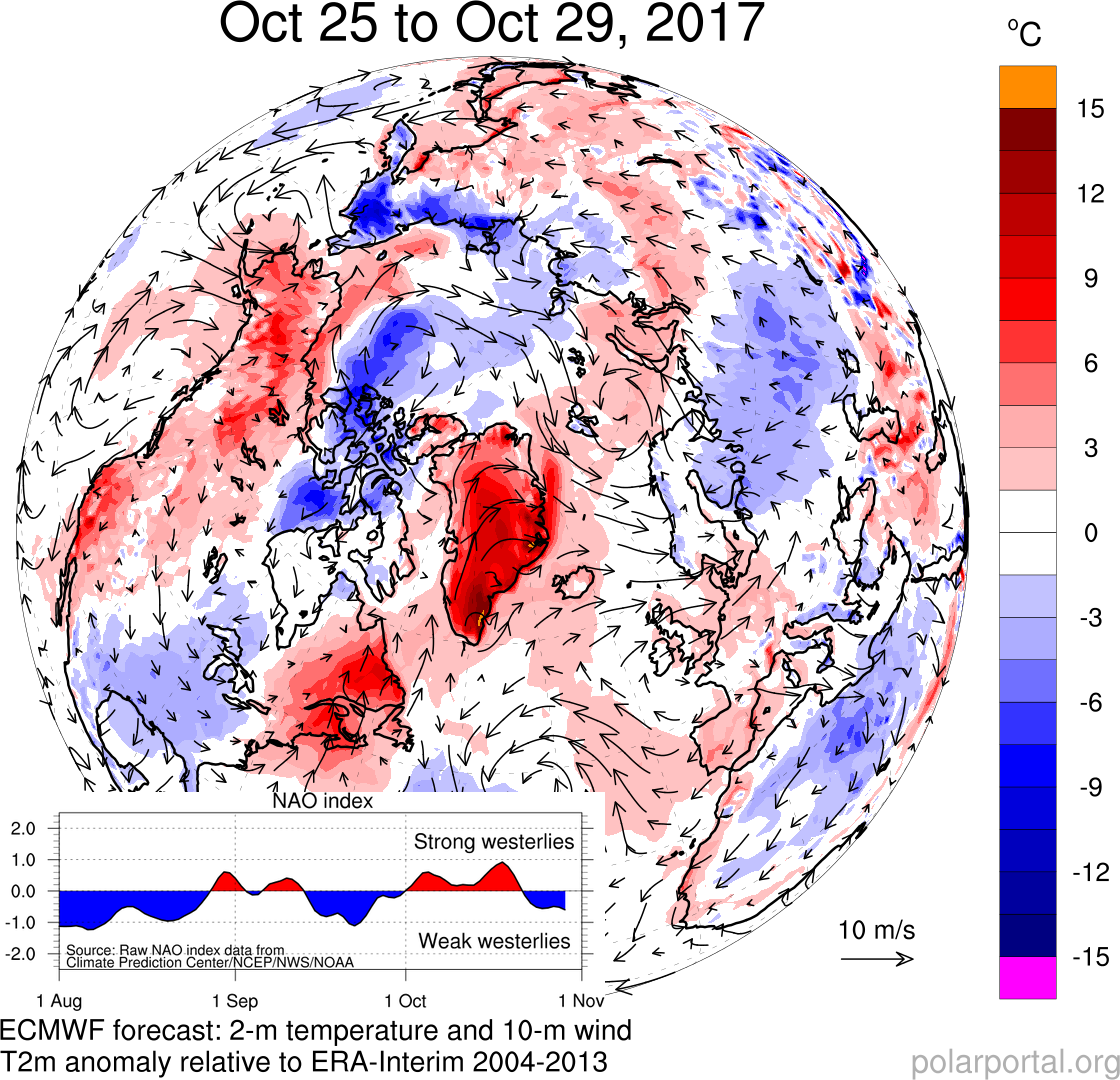 Oct 25 to Oct 29, 2017
oC
15
12
9
6
3
0
-3
-6
-9
-12
-15
10 m/s
NAO index
2.0
1.0
0.0
-1.0
-2.0
Strong westerlies
Weak westerlies
Source: Raw NAO index data from
Climate Prediction Center/NCEP/NWS/NOAA
1 Aug 1 Sep 1 Oct 1 Nov
ECMWF forecast: 2-m temperature and 10-m wind
T2m anomaly relative to ERA-Interim 2004-2013
polarportal.org